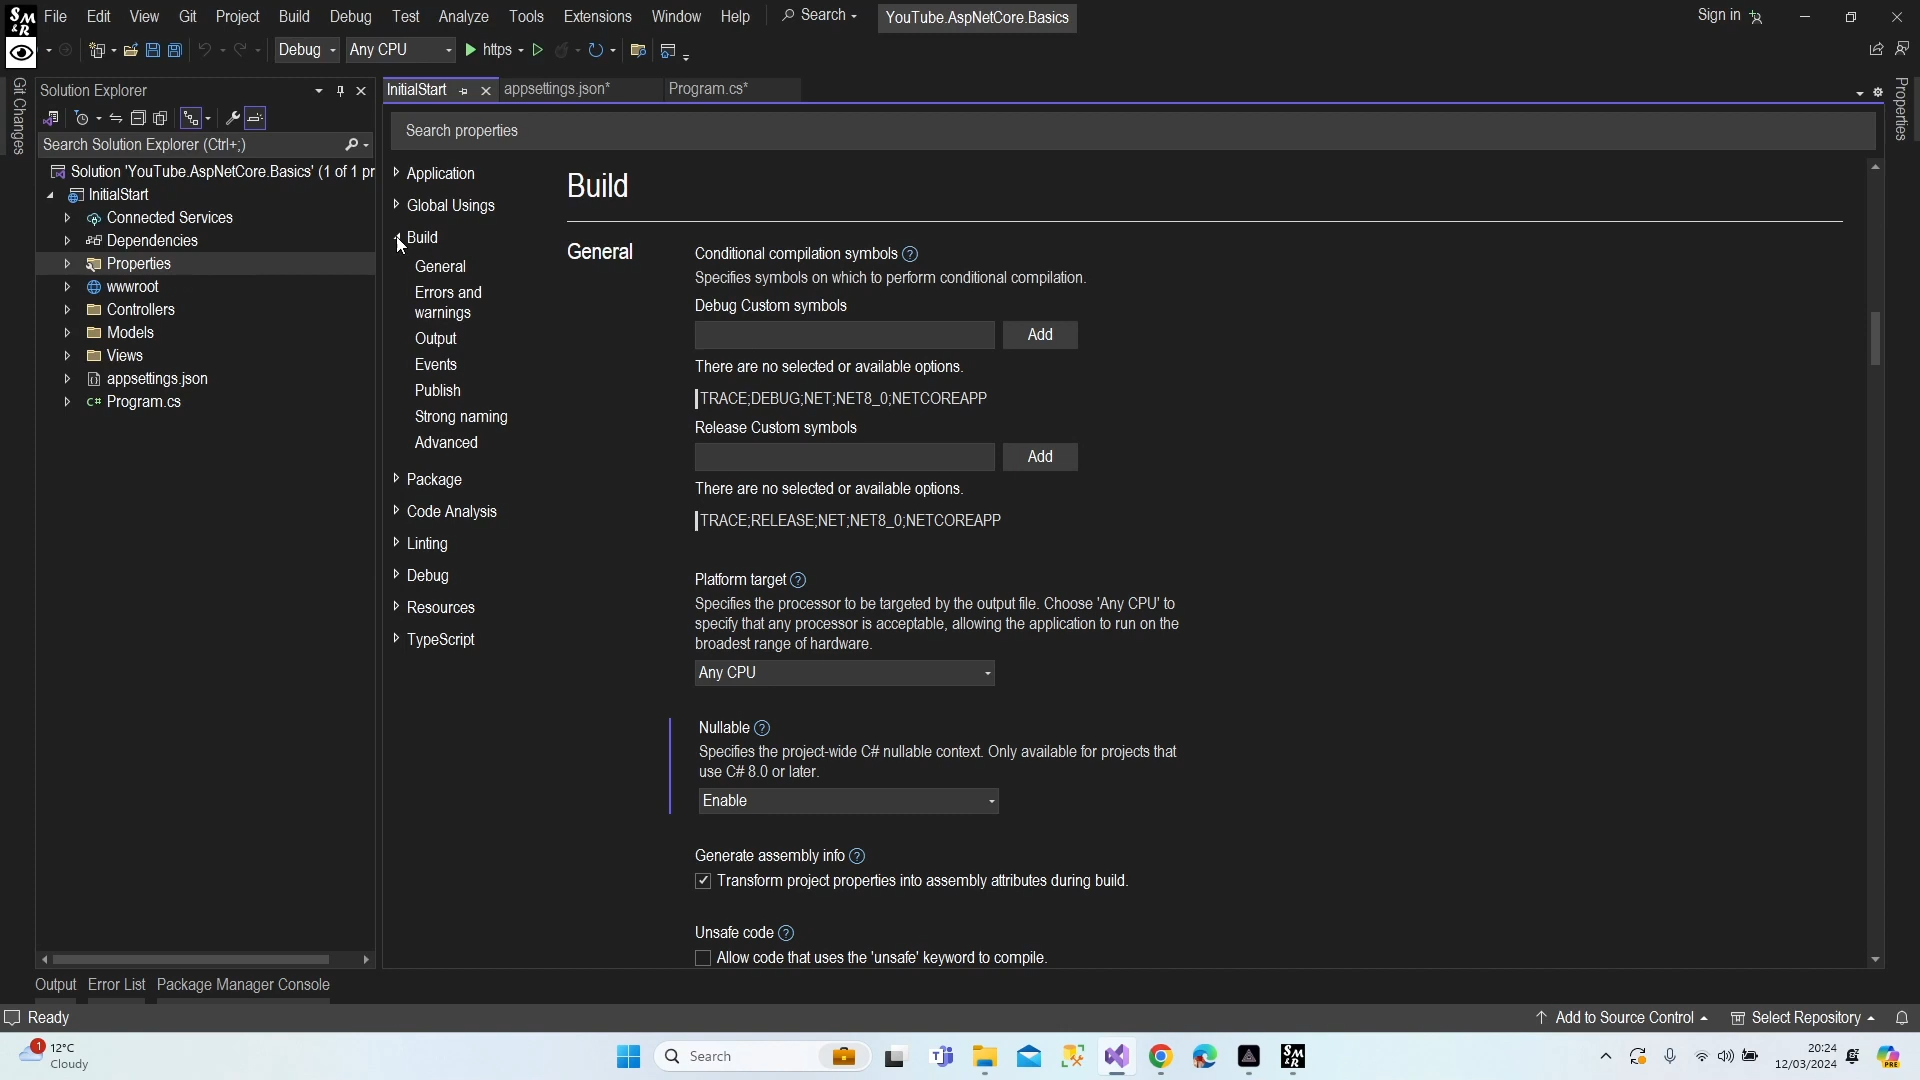 S M & R File Edit View Git Project Build Debug Test Analyze Tools Extensions Window Help Search YouTube.AspNetCore.Basics Sign in
Debug Any CPU https
Git Changes
Solution Explorer
Search Solution Explorer (Ctrl+;)
Solution 'YouTube.AspNetCore.Basics' (1 of 1 pr
InitialStart
Connected Services
Dependencies
Properties
wwwroot
Controllers
Models
Views
appsettings.json
C# Program.cs
InitialStart appsettings.json* Program.cs*
Search properties
Application
Global Usings
Build
General
Errors and
warnings
Output
Events
Publish
Strong naming
Advanced
Package
Code Analysis
Linting
Debug
Resources
TypeScript
Build
General
Conditional compilation symbols ?
Specifies symbols on which to perform conditional compilation.
Debug Custom symbols
Add
There are no selected or available options.
TRACE;DEBUG;NET;NET8_0;NETCOREAPP
Release Custom symbols
Add
There are no selected or available options.
TRACE;RELEASE;NET;NET8_0;NETCOREAPP
Platform target ?
Specifies the processor to be targeted by the output file. Choose 'Any CPU' to
specify that any processor is acceptable, allowing the application to run on the
broadest range of hardware.
Any CPU
Nullable ?
Specifies the project-wide C# nullable context. Only available for projects that
use C# 8.0 or later.
Enable
Generate assembly info ?
Transform project properties into assembly attributes during build.
Unsafe code ?
Allow code that uses the 'unsafe' keyword to compile.
Properties
Output Error List Package Manager Console
Ready Add to Source Control Select Repository
1 12°C
Cloudy
Search
S M & R
20:24
12/03/2024
PRE